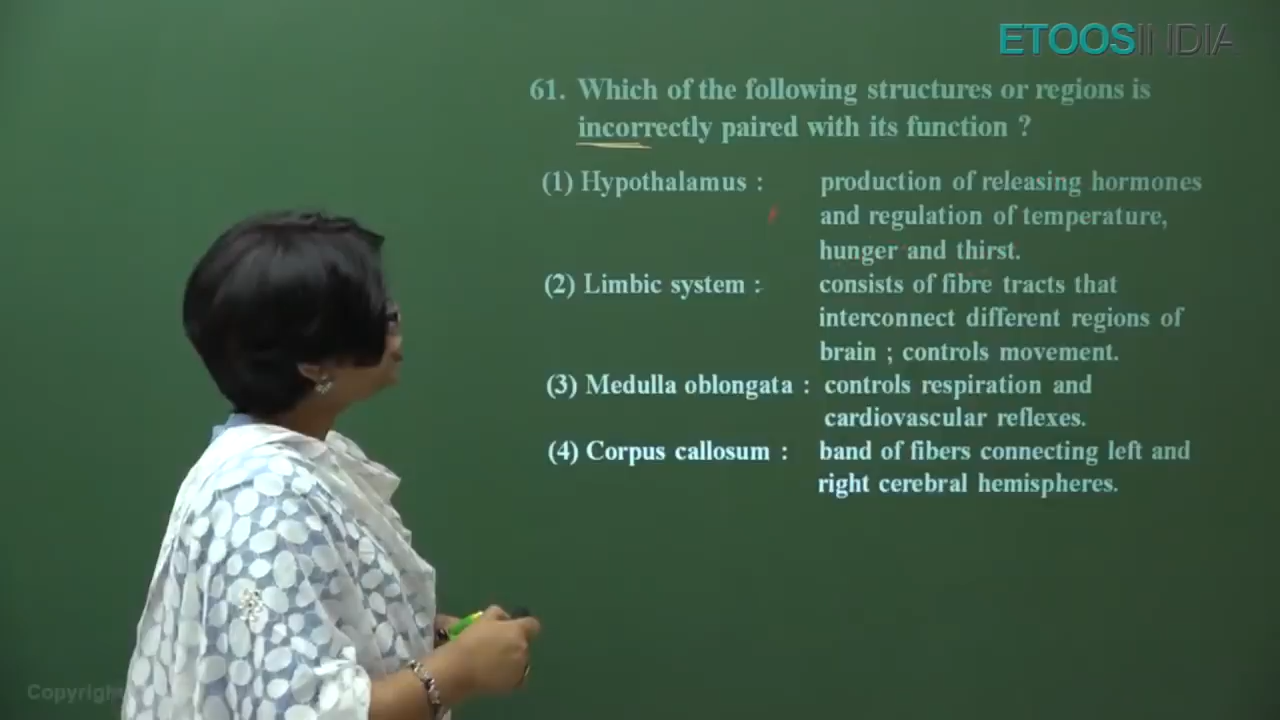 ETOOSINDIA
61. Which of the following structures or regions is
incorrectly paired with its function ?
(1) Hypothalamus : production of releasing hormones
and regulation of temperature,
hunger and thirst.
(2) Limbic system : consists of fibre tracts that
interconnect different regions of
brain ; controls movement.
(3) Medulla oblongata : controls respiration and
cardiovascular reflexes.
(4) Corpus callosum : band of fibers connecting left and
right cerebral hemispheres.
Copyright